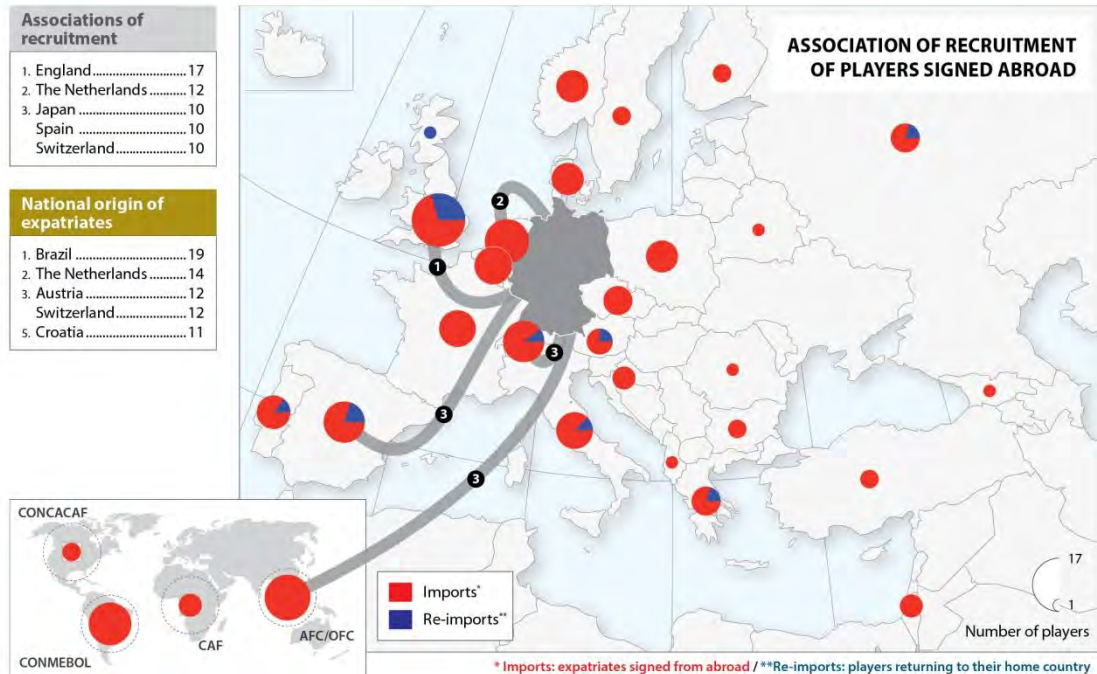 Associations of
recruitment
1. England..........................17
2. The Netherlands..............12
3. Japan..............................10
Spain..............................10
Switzerland.....................10
National origin of
expatriates
1. Brazil...............................19
2. The Netherlands..............14
3. Austria............................12
Switzerland.....................12
5. Croatia............................11
ASSOCIATION OF RECRUITMENT
OF PLAYERS SIGNED ABROAD
2
1
3
3
3
CONCACAF
CONMEBOL
CAF
AFC/OFC
Imports*
Re-imports**
17
1
Number of players
* Imports: expatriates signed from abroad / **Re-imports: players returning to their home country